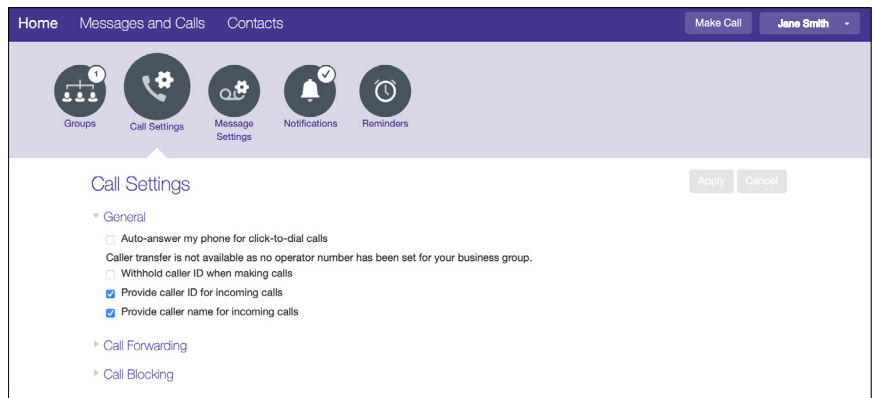 Home Messages and Calls Contacts Make Call Jane Smith
1
Groups Call Settings Message Settings Notifications Reminders
Call Settings Apply Cancel
General
Auto-answer my phone for click-to-dial calls
Caller transfer is not available as no operator number has been set for your business group.
Withhold caller ID when making calls
Provide caller ID for incoming calls
Provide caller name for incoming calls
Call Forwarding
Call Blocking